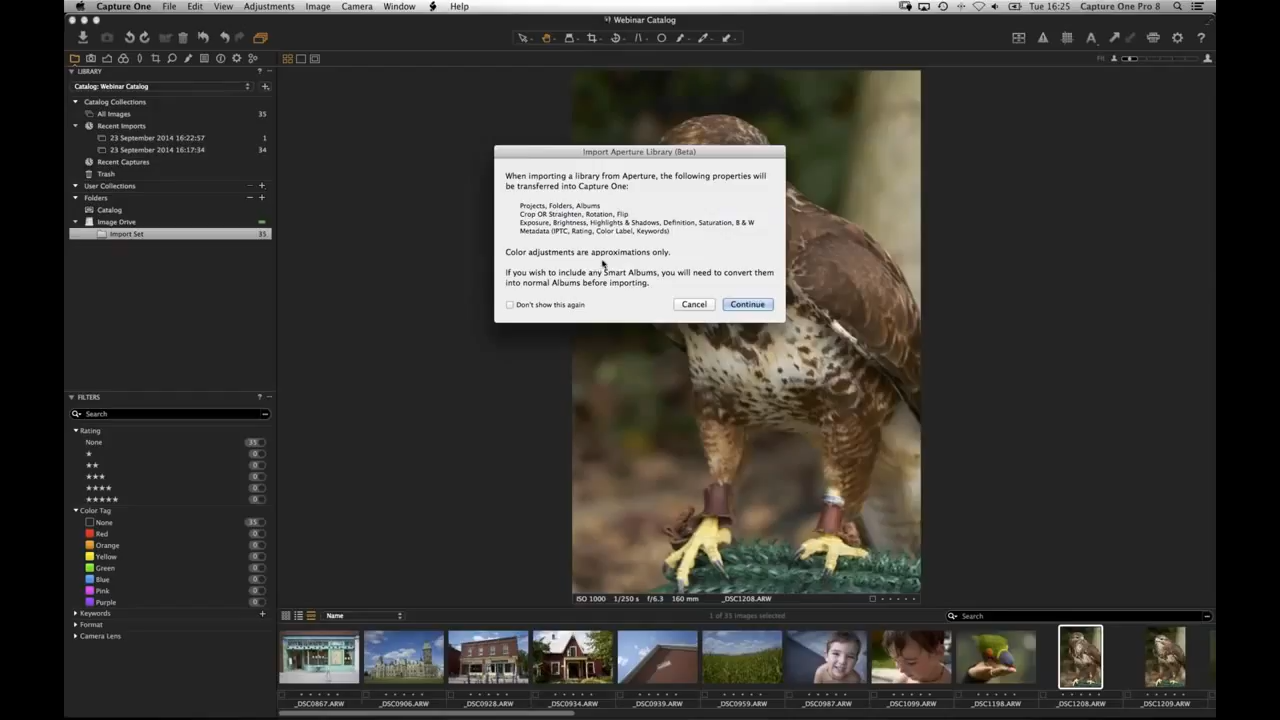 Capture One File Edit View Adjustments Image Camera Window Help Tue 16:25 Capture One Pro 8
Webinar Catalog
LIBRARY ?
Catalog: Webinar Catalog
Catalog Collections
All Images 35
Recent Imports
23 September 2014 16:22:57 1
23 September 2014 16:17:34 34
Recent Captures
Trash
User Collections
Folders
Catalog
Image Drive
Import Set 35
Import Aperture Library (Beta)
When importing a library from Aperture, the following properties will
be transferred into Capture One:
Projects, Folders, Albums
Crop OR Straighten, Rotation, Flip
Exposure, Brightness, Highlights & Shadows, Definition, Saturation, B & W
Metadata (IPTC, Rating, Color Label, Keywords)
Color adjustments are approximations only.
If you wish to include any Smart Albums, you will need to convert them
into normal Albums before importing.
Don't show this again Cancel Continue
FILTERS ?
Search
Rating
None 35
★ 0
★★ 0
★★★ 0
★★★★ 0
★★★★★ 0
Color Tag
None 35
Red 0
Orange 0
Yellow 0
Green 0
Blue 0
Pink 0
Purple 0
Keywords
Format
Camera Lens
ISO 1000 1/250 s f/6.3 160 mm _DSC1208.ARW
Name 1 of 35 images selected Search
_DSC0867.ARW _DSC0906.ARW _DSC0928.ARW _DSC0934.ARW _DSC0939.ARW _DSC0959.ARW _DSC0987.ARW _DSC1099.ARW _DSC1198.ARW _DSC1208.ARW _DSC1209.ARW